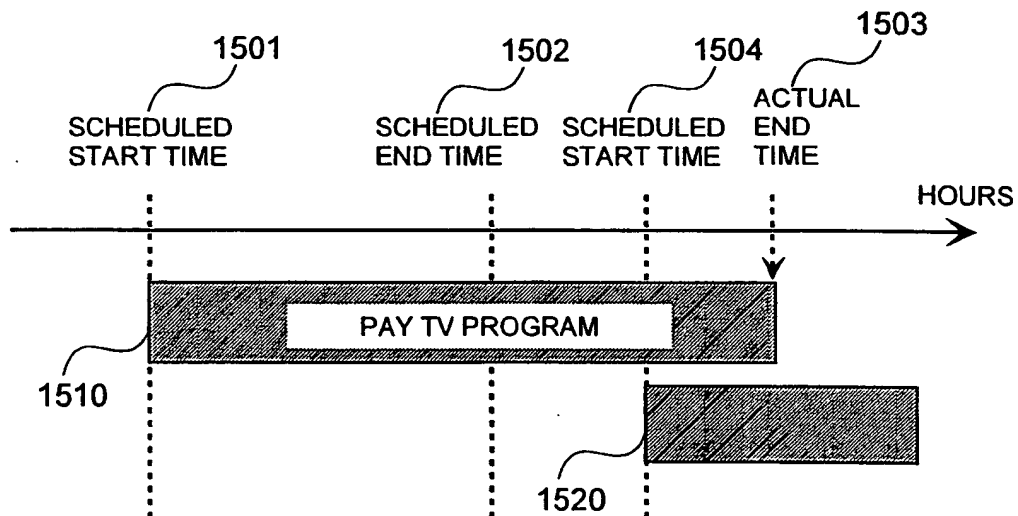 1501
1502
1504
1503
SCHEDULED
START TIME
SCHEDULED
END TIME
SCHEDULED
START TIME
ACTUAL
END
TIME
HOURS
PAY TV PROGRAM
1510
1520